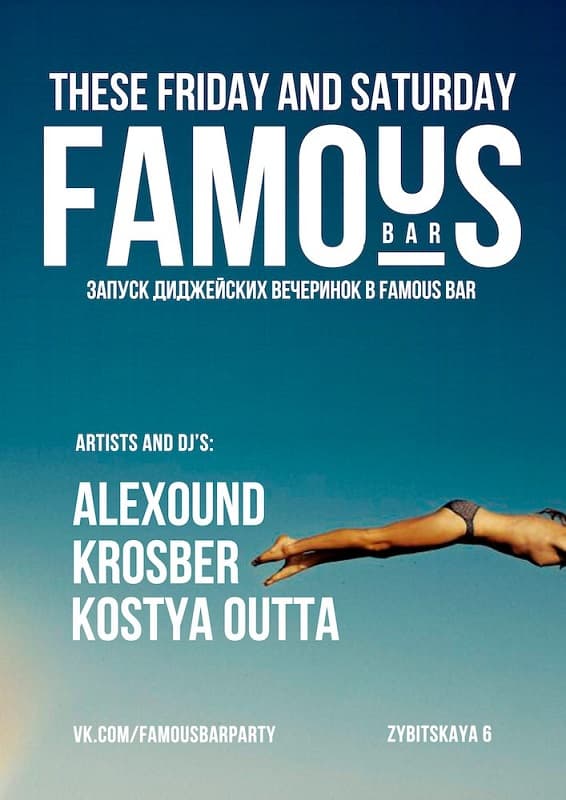 THESE FRIDAY AND SATURDAY
FAMOUS
BAR
ЗАПУСК ДИДЖЕЙСКИХ ВЕЧЕРИНОК В FAMOUS BAR
ARTISTS AND DJ'S:
ALEXOUND
KROSBER
KOSTYA OUTTA
VK.COM/FAMOUSBARPARTY
ZYBITSKAYA 6